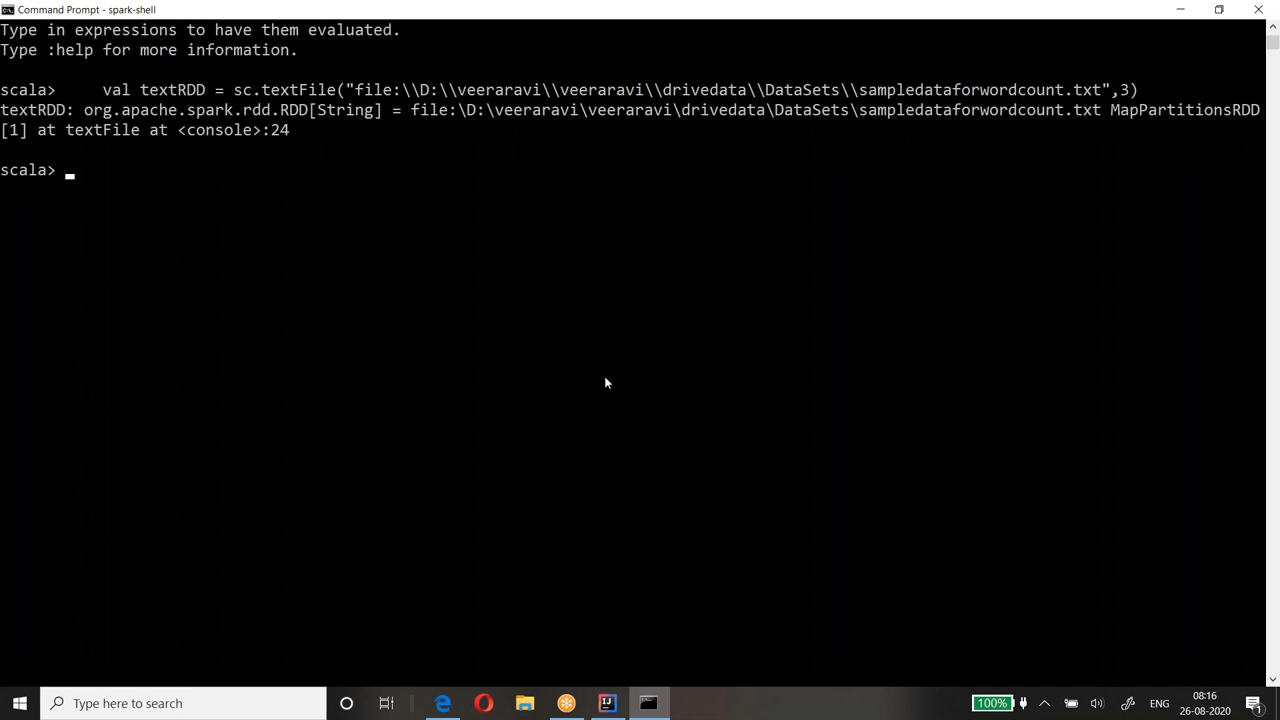 Command Prompt - spark-shell
Type in expressions to have them evaluated.
Type :help for more information.
scala>     val textRDD = sc.textFile("file:\\D:\\veeraravi\\veeraravi\\drivedata\\DataSets\\sampledataforwordcount.txt",3)
textRDD: org.apache.spark.rdd.RDD[String] = file:\D:\veeraravi\veeraravi\drivedata\DataSets\sampledataforwordcount.txt MapPartitionsRDD
[1] at textFile at <console>:24
scala>
Type here to search
100%
ENG
08:16
26-08-2020
1